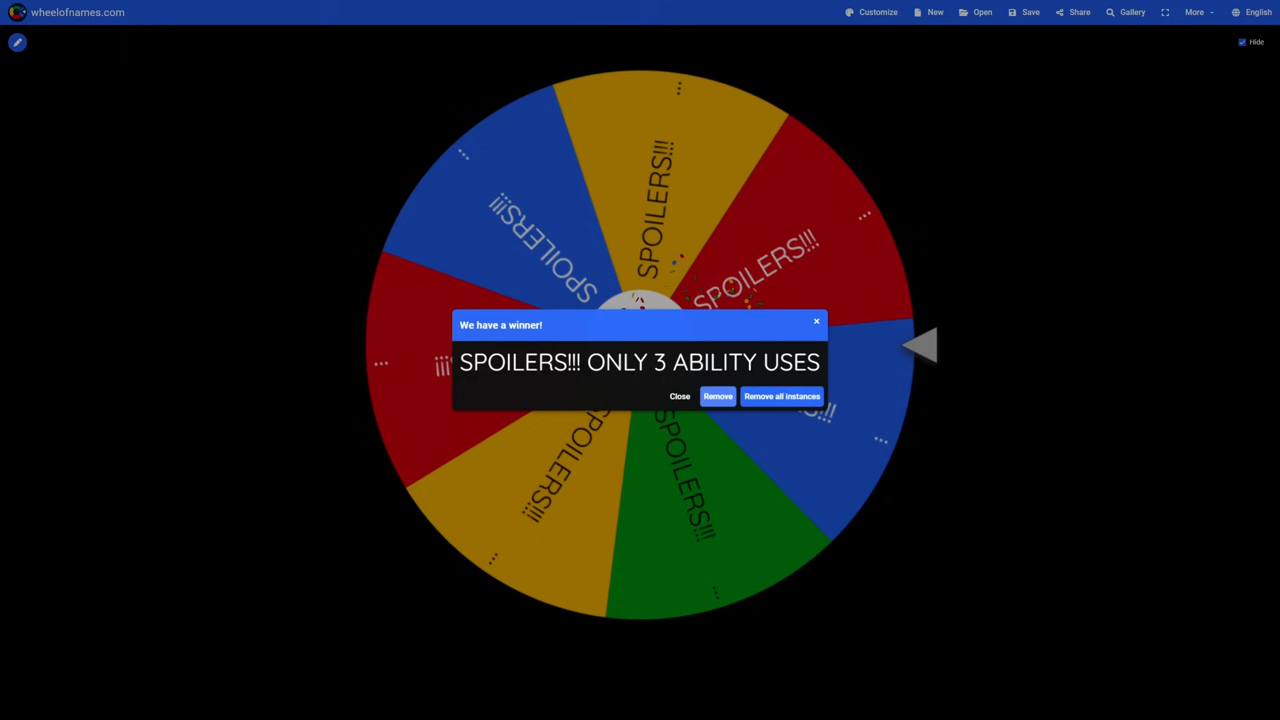 wheelofnames.com
Customize
New
Open
Save
Share
Gallery
More
English
Hide
SPOILERS!!!
...
SPOILERS!!!
...
SPOILERS!!!
...
We have a winner!
×
SPOILERS!!! ONLY 3 ABILITY USES
Close
Remove
Remove all instances
...
!!!
...
SPOILERS!!!
...
SPOILERS!!!
...